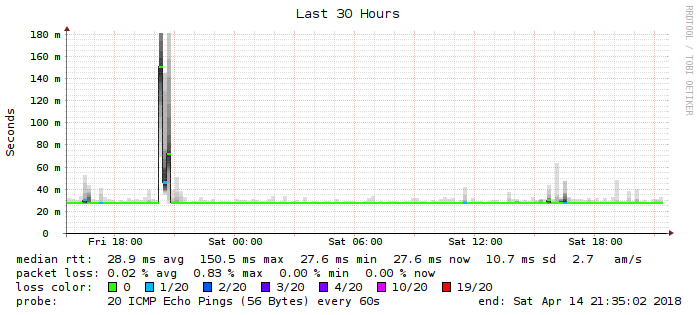 Last 30 Hours
RRDTOOL / TOBI OETIKER
Seconds
180 m
160 m
140 m
120 m
100 m
80 m
60 m
40 m
20 m
0
Fri 18:00 Sat 00:00 Sat 06:00 Sat 12:00 Sat 18:00
median rtt: 28.9 ms avg 150.5 ms max 27.6 ms min 27.6 ms now 10.7 ms sd 2.7 am/s
packet loss: 0.02 % avg 0.83 % max 0.00 % min 0.00 % now
loss color: 0 1/20 2/20 3/20 4/20 10/20 19/20
probe: 20 ICMP Echo Pings (56 Bytes) every 60s end: Sat Apr 14 21:35:02 2018